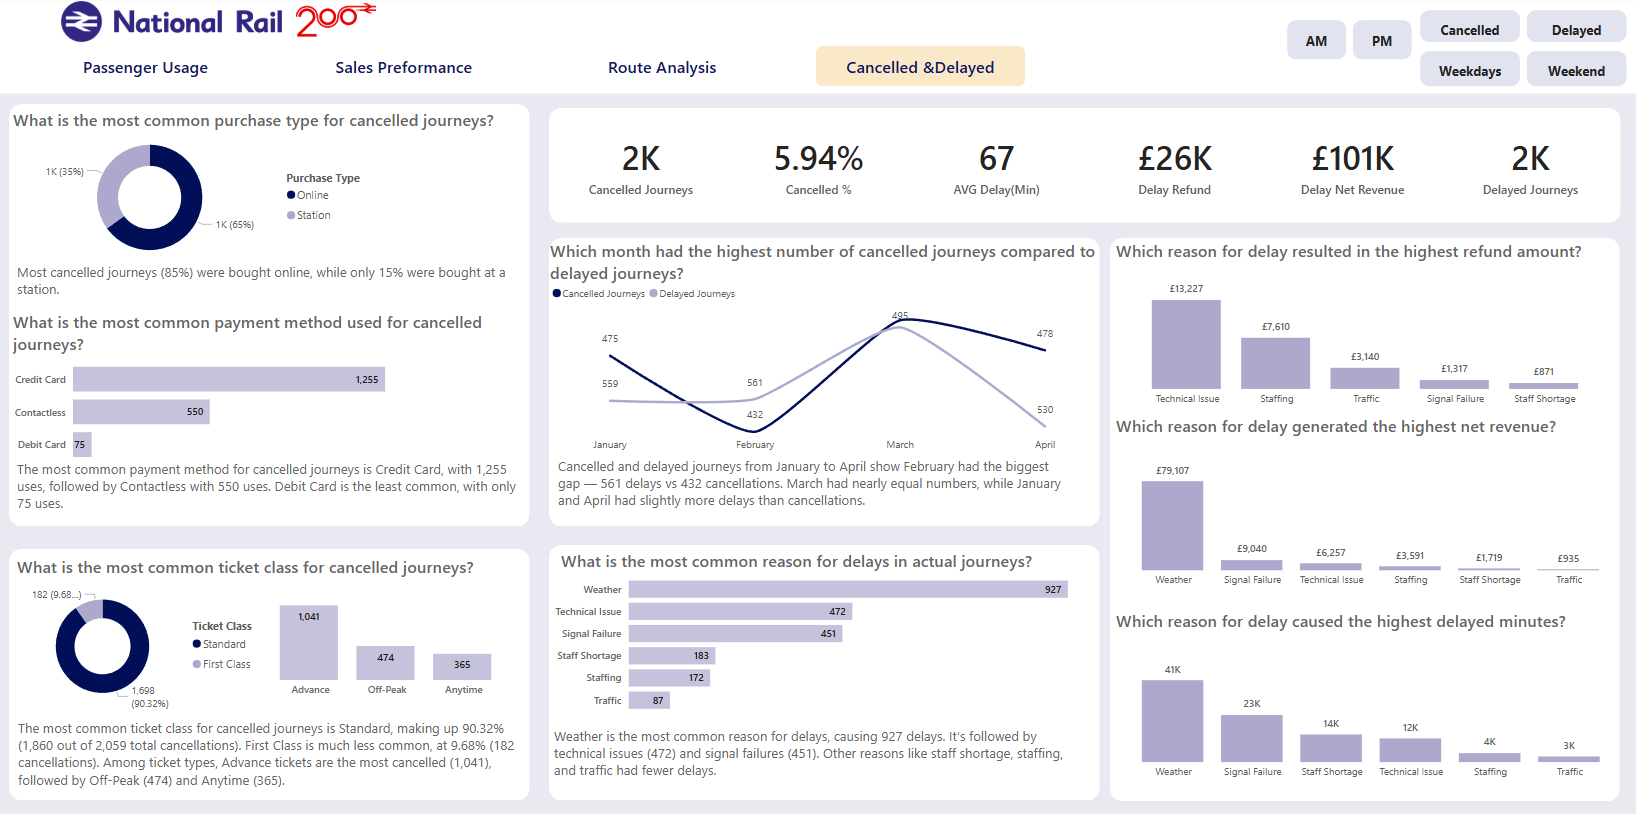 National Rail 200
AM
PM
Cancelled
Delayed
Weekdays
Weekend
Passenger Usage
Sales Preformance
Route Analysis
Cancelled &Delayed
What is the most common purchase type for cancelled journeys?
1K (35%)
1K (65%)
Purchase Type
Online
Station
Most cancelled journeys (85%) were bought online, while only 15% were bought at a
station.
What is the most common payment method used for cancelled
journeys?
Credit Card 1,255
Contactless 550
Debit Card 75
The most common payment method for cancelled journeys is Credit Card, with 1,255
uses, followed by Contactless with 550 uses. Debit Card is the least common, with only
75 uses.
What is the most common ticket class for cancelled journeys?
182 (9.68...)
1,698
(90.32%)
Ticket Class
Standard
First Class
1,041
474
365
Advance
Off-Peak
Anytime
The most common ticket class for cancelled journeys is Standard, making up 90.32%
(1,860 out of 2,059 total cancellations). First Class is much less common, at 9.68% (182
cancellations). Among ticket types, Advance tickets are the most cancelled (1,041),
followed by Off-Peak (474) and Anytime (365).
2K
Cancelled Journeys
5.94%
Cancelled %
67
AVG Delay(Min)
£26K
Delay Refund
£101K
Delay Net Revenue
2K
Delayed Journeys
Which month had the highest number of cancelled journeys compared to
delayed journeys?
Cancelled Journeys
Delayed Journeys
475
559
561
432
495
478
530
January
February
March
April
Cancelled and delayed journeys from January to April show February had the biggest
gap — 561 delays vs 432 cancellations. March had nearly equal numbers, while January
and April had slightly more delays than cancellations.
What is the most common reason for delays in actual journeys?
Weather 927
Technical Issue 472
Signal Failure 451
Staff Shortage 183
Staffing 172
Traffic 87
Weather is the most common reason for delays, causing 927 delays. It's followed by
technical issues (472) and signal failures (451). Other reasons like staff shortage, staffing,
and traffic had fewer delays.
Which reason for delay resulted in the highest refund amount?
£13,227
£7,610
£3,140
£1,317
£871
Technical Issue
Staffing
Traffic
Signal Failure
Staff Shortage
Which reason for delay generated the highest net revenue?
£79,107
£9,040
£6,257
£3,591
£1,719
£935
Weather
Signal Failure
Technical Issue
Staffing
Staff Shortage
Traffic
Which reason for delay caused the highest delayed minutes?
41K
23K
14K
12K
4K
3K
Weather
Signal Failure
Staff Shortage
Technical Issue
Staffing
Traffic